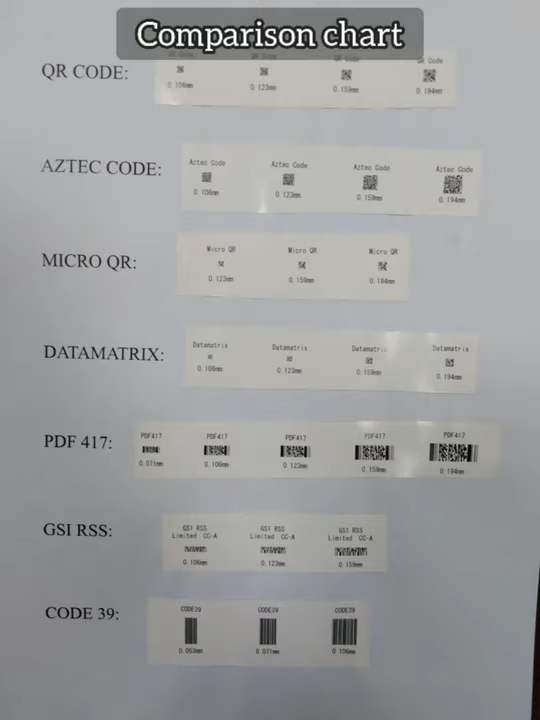 Comparison chart
QR CODE:
QR Code QR Code QR Code QR Code
0.106mm 0.123mm 0.159mm 0.194mm
AZTEC CODE:
Aztec Code Aztec Code Aztec Code Aztec Code
0.106mm 0.123mm 0.159mm 0.194mm
MICRO QR:
Micro QR Micro QR Micro QR
0.123mm 0.159mm 0.194mm
DATAMATRIX:
Datamatrix Datamatrix Datamatrix Datamatrix
0.106mm 0.123mm 0.159mm 0.194mm
PDF 417:
PDF417 PDF417 PDF417 PDF417 PDF417
0.071mm 0.106mm 0.123mm 0.159mm 0.194mm
GSI RSS:
GSI RSS GSI RSS GSI RSS
Limited CC-A Limited CC-A Limited CC-A
0.106mm 0.123mm 0.159mm
CODE 39:
CODE39 CODE39 CODE39
0.053mm 0.071mm 0.106mm